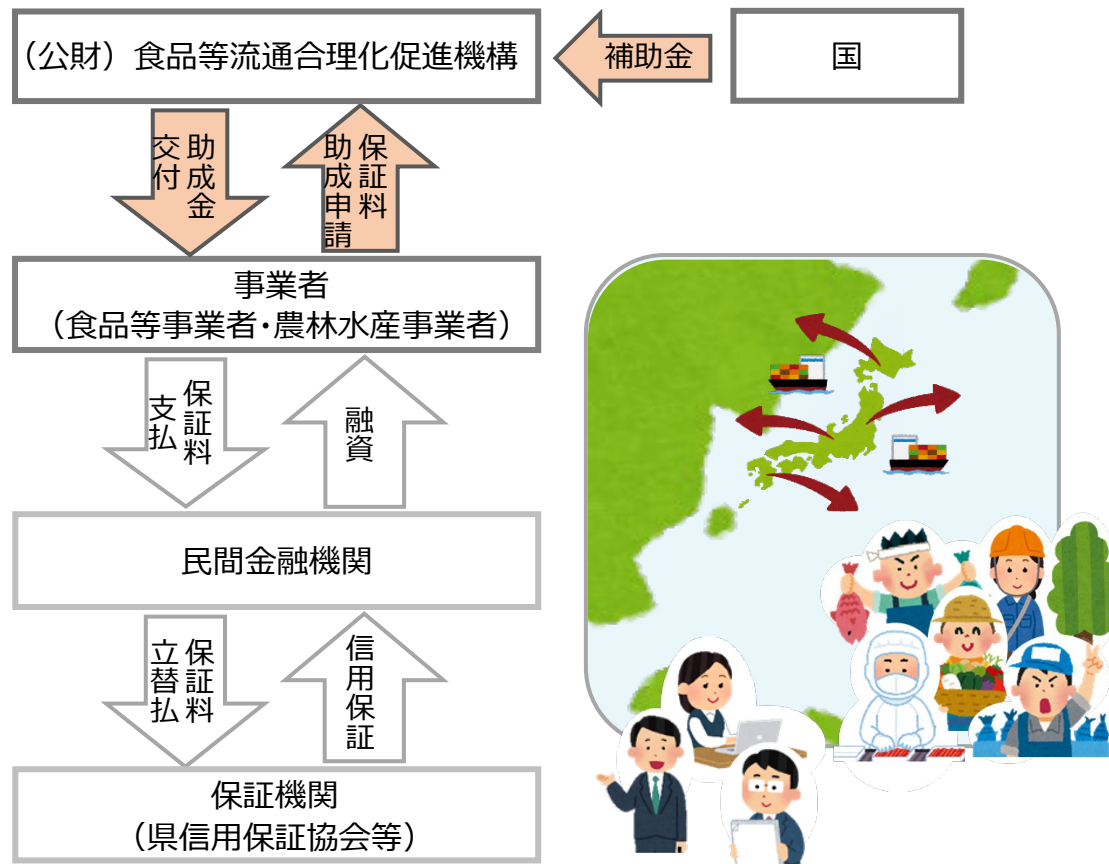 (公財)食品等流通合理化促進機構
補助金
国
助成金
交付
保証料
助成申請
事業者
(食品等事業者・農林水産事業者)
保証料
支払
融資
民間金融機関
保証料
立替払
信用保証
保証機関
(県信用保証協会等)